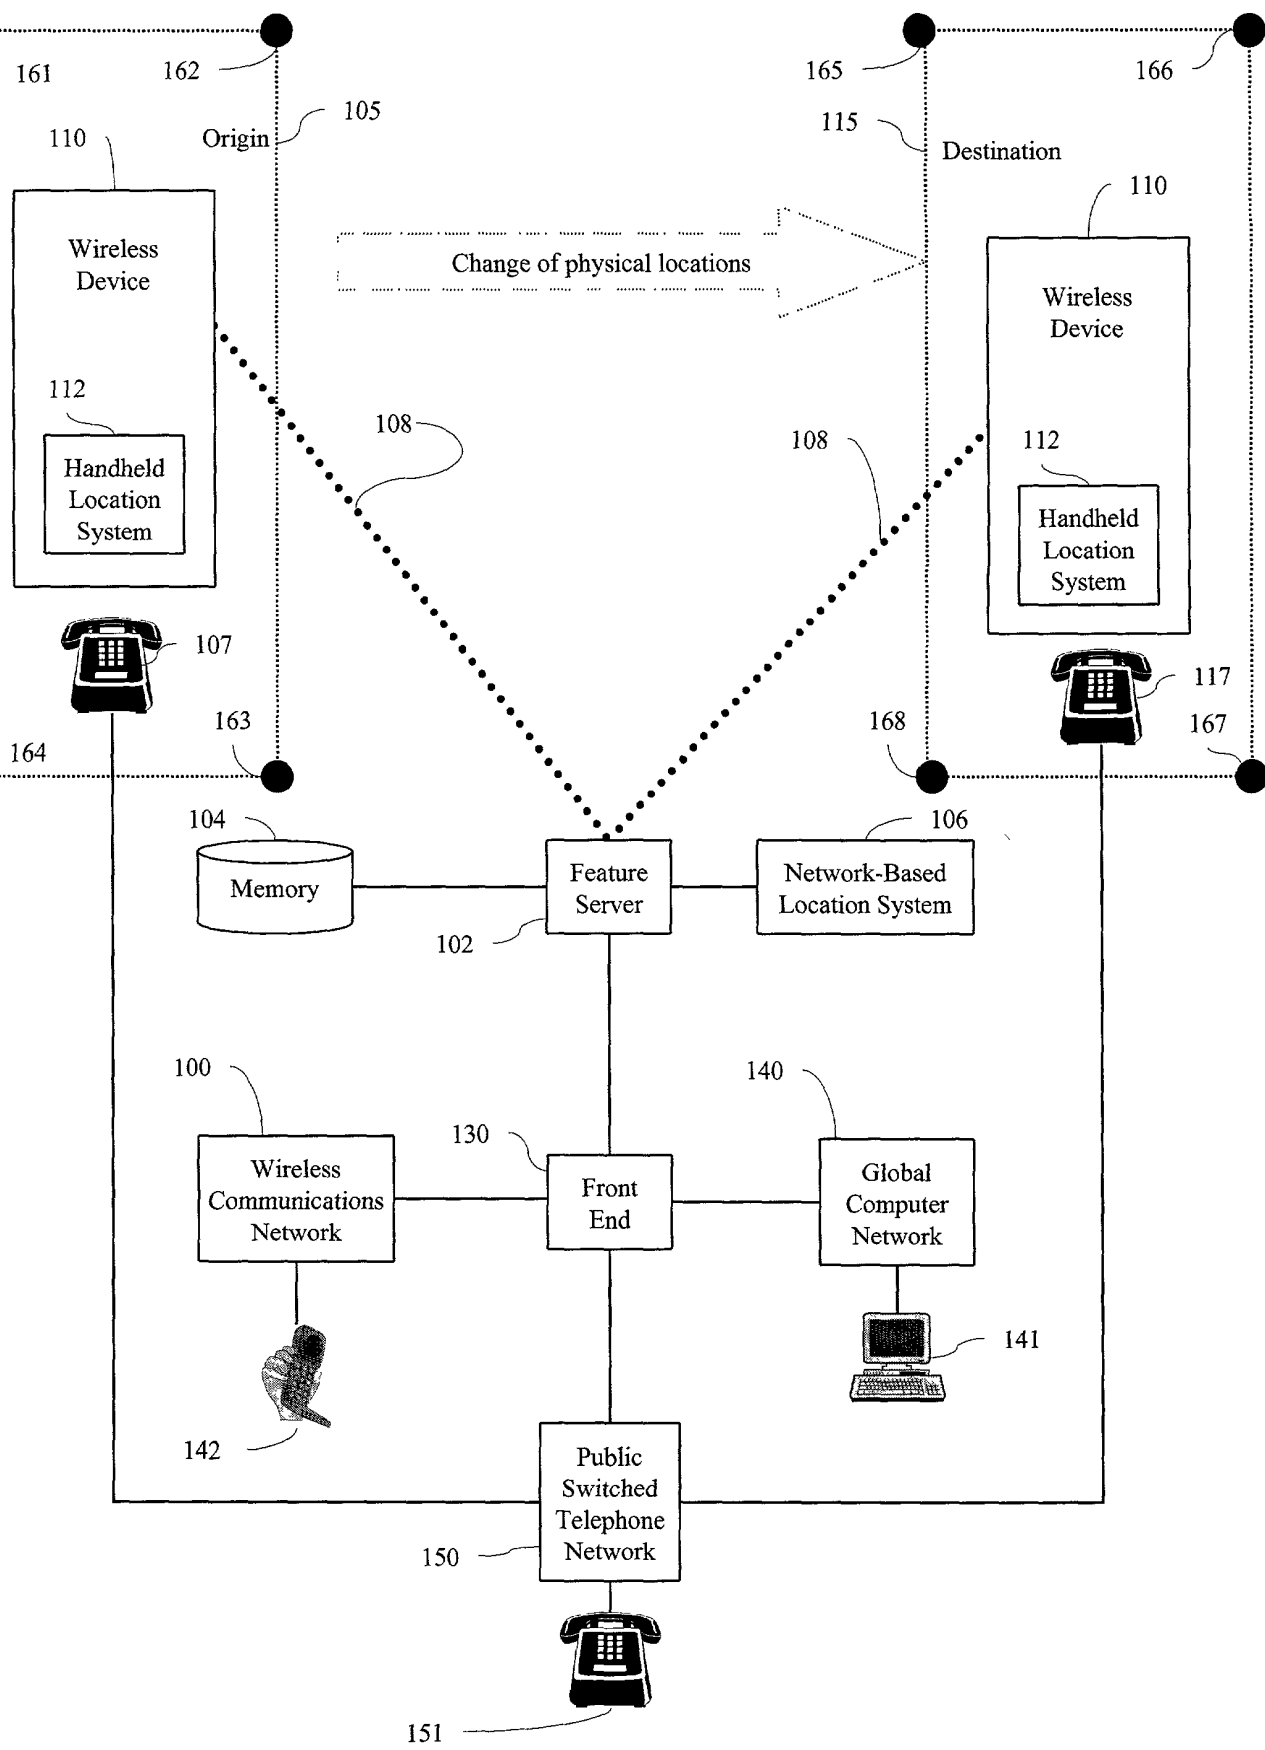 161
162
165
166
105
115
110
Origin
Destination
110
Wireless
Device
Change of physical locations
Wireless
Device
112
108
108
112
Handheld
Location
System
Handheld
Location
System
107
117
163
164
168
167
104
106
Memory
Feature
Server
Network-Based
Location System
102
100
140
130
Wireless
Communications
Network
Front
End
Global
Computer
Network
141
142
Public
Switched
Telephone
Network
150
151